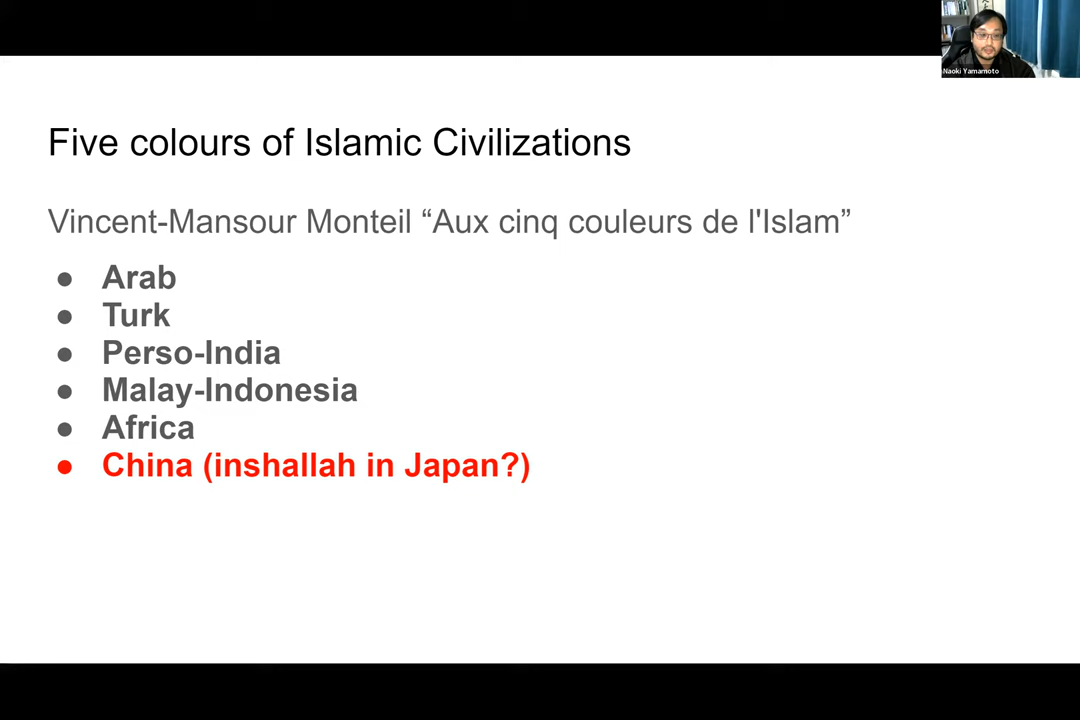 Naoki Yamamoto
Five colours of Islamic Civilizations
Vincent-Mansour Monteil “Aux cinq couleurs de l'Islam”
● Arab
● Turk
● Perso-India
● Malay-Indonesia
● Africa
● China (inshallah in Japan?)